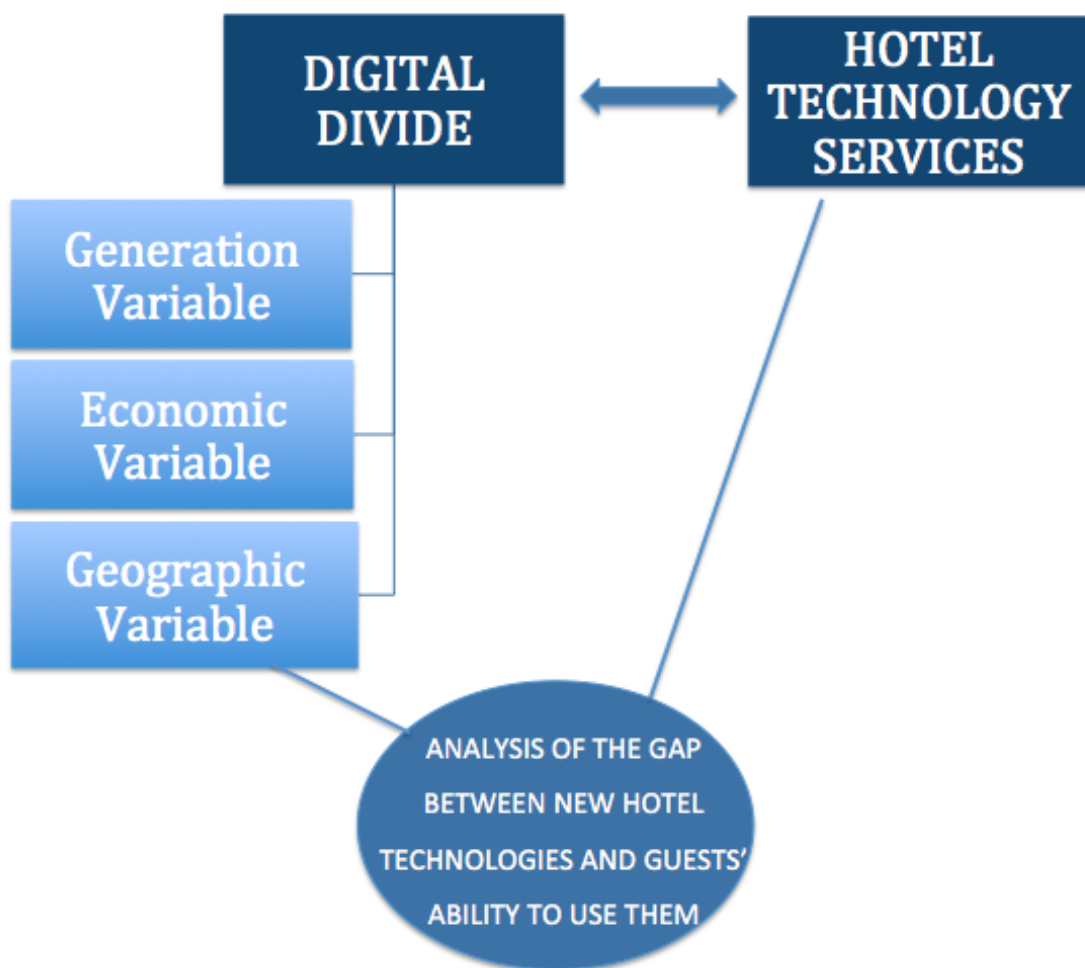 DIGITAL
DIVIDE
HOTEL
TECHNOLOGY
SERVICES
Generation
Variable
Economic
Variable
Geographic
Variable
ANALYSIS OF THE GAP
BETWEEN NEW HOTEL
TECHNOLOGIES AND GUESTS’
ABILITY TO USE THEM